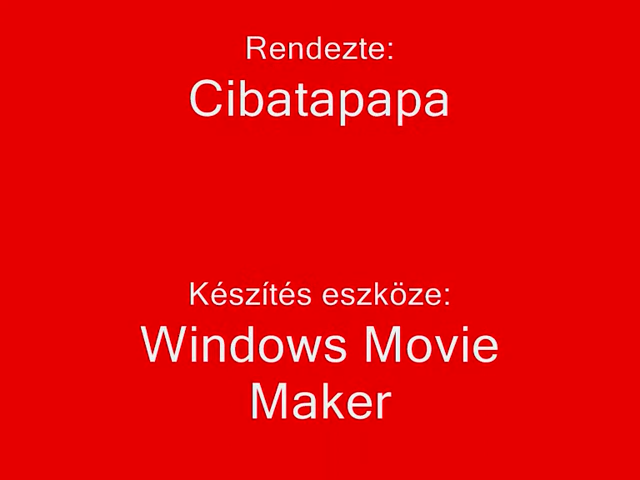 Rendezte:
Cibatapapa
Készítés eszköze:
Windows Movie
Maker